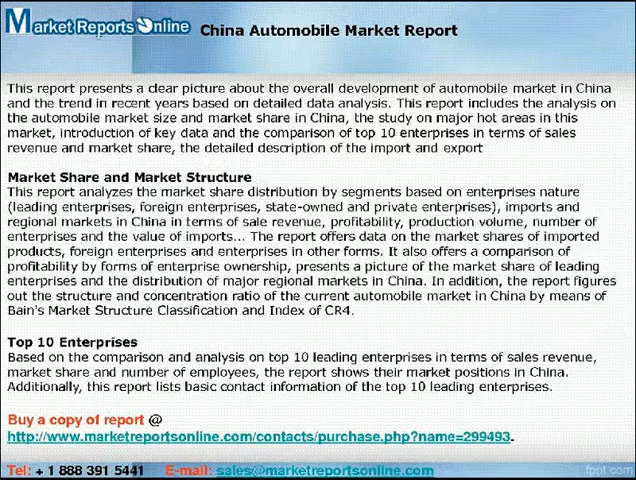 Market Reports Online
China Automobile Market Report
This report presents a clear picture about the overall development of automobile market in China
and the trend in recent years based on detailed data analysis. This report includes the analysis on
the automobile market size and market share in China, the study on major hot areas in this
market, introduction of key data and the comparison of top 10 enterprises in terms of sales
revenue and market share, the detailed description of the import and export
Market Share and Market Structure
This report analyzes the market share distribution by segments based on enterprises nature
(leading enterprises, foreign enterprises, state-owned and private enterprises), imports and
regional markets in China in terms of sale revenue, profitability, production volume, number of
enterprises and the value of imports... The report offers data on the market shares of imported
products, foreign enterprises and enterprises in other forms. It also offers a comparison of
profitability by forms of enterprise ownership, presents a picture of the market share of leading
enterprises and the distribution of major regional markets in China. In addition, the report figures
out the structure and concentration ratio of the current automobile market in China by means of
Bain's Market Structure Classification and Index of CR4.
Top 10 Enterprises
Based on the comparison and analysis on top 10 leading enterprises in terms of sales revenue,
market share and number of employees, the report shows their market positions in China.
Additionally, this report lists basic contact information of the top 10 leading enterprises.
Buy a copy of report @
http://www.marketreportsonline.com/contacts/purchase.php?name=299493.
Tel: + 1 888 391 5441 E-mail: sales@marketreportsonline.com
fppt.com